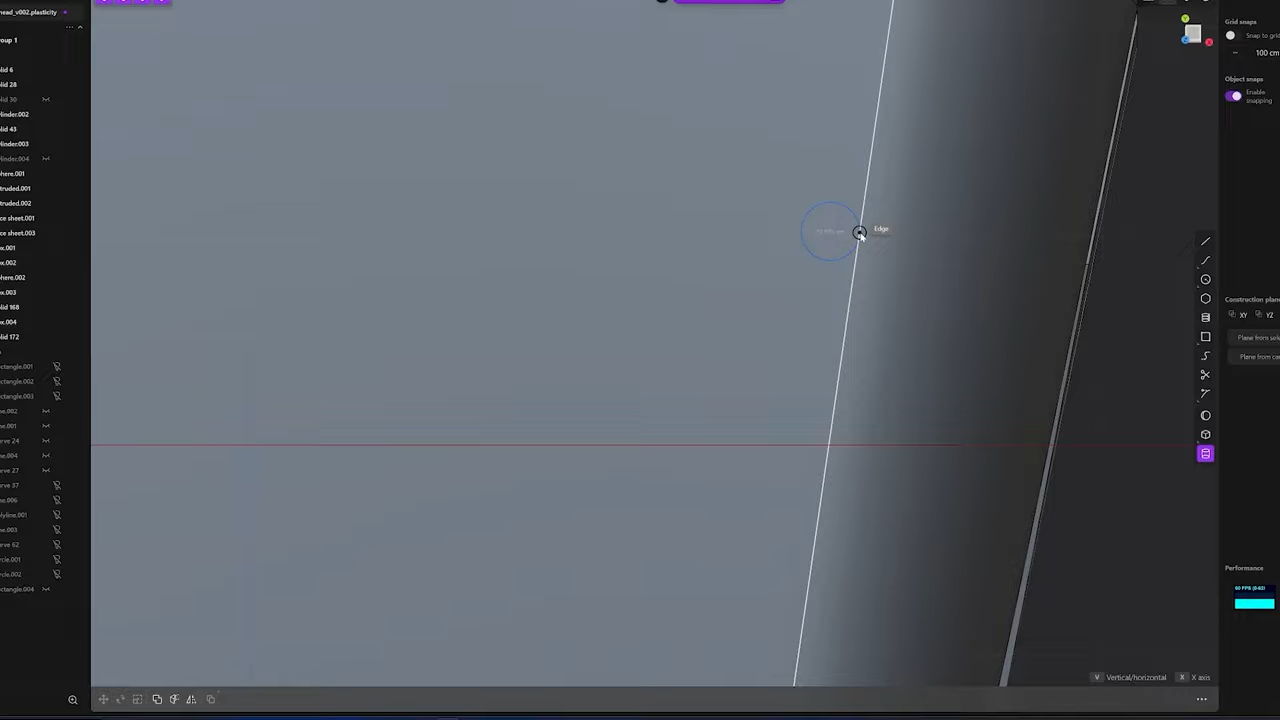 head_v002.plasticity
roup 1
lid 6
lid 28
lid 30
linder.002
lid 43
linder.003
linder.004
here.001
truded.001
truded.002
ce sheet.001
ce sheet.003
x.001
x.002
here.002
x.003
lid 168
x.004
lid 172
ctangle.001
ctangle.002
ctangle.003
ne.002
ne.001
rve 24
ne.004
rve 27
rve 37
ne.006
lyline.001
ne.003
rve 62
rcle.001
rcle.002
ctangle.004
Edge
Grid snaps
Snap to grid
100 cm
Object snaps
Enable
snapping
Construction plane
XY
YZ
Plane from sele
Plane from ca
Performance
V Vertical/horizontal
X X axis